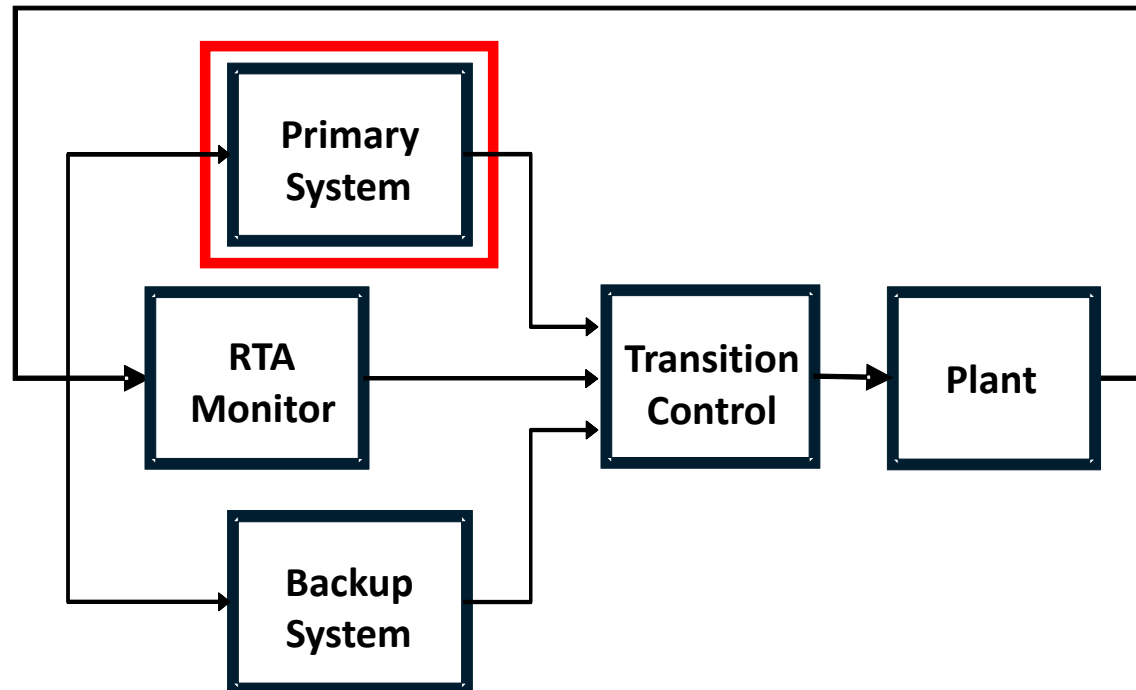 Primary
System
RTA
Monitor
Transition
Control
Plant
Backup
System